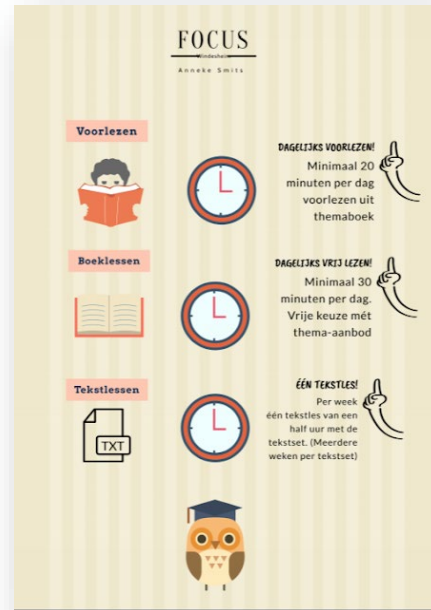 FOCUS
Windesheim
Anneke Smits
Voorlezen
DAGELIJKS VOORLEZEN!
Minimaal 20
minuten per dag
voorlezen uit
themaboek
Boeklessen
DAGELIJKS VRIJ LEZEN!
Minimaal 30
minuten per dag.
Vrije keuze mét
thema-aanbod
Tekstlessen
TXT
ÉÉN TEKSTLES!
Per week
één tekstles van een
half uur met de
tekstset. (Meerdere
weken per tekstset)